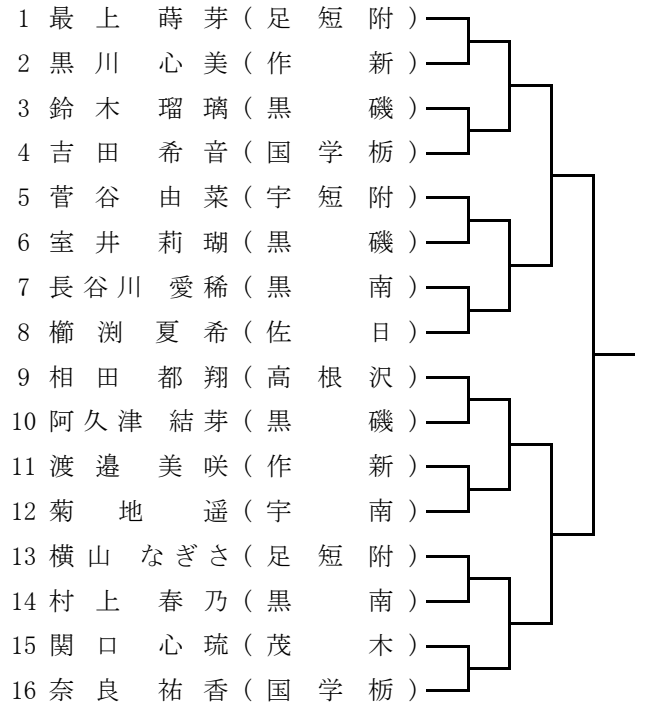 1 最上 蒔芽(足短附)
2 黒川 心美(作新)
3 鈴木 瑠璃(黒磯)
4 吉田 希音(国学栃)
5 菅谷 由菜(宇短附)
6 室井 莉瑚(黒磯)
7 長谷川 愛稀(黒南)
8 櫛渕 夏希(佐日)
9 相田 都翔(高根沢)
10 阿久津 結芽(黒磯)
11 渡邉 美咲(作新)
12 菊地 遥(宇南)
13 横山 なぎさ(足短附)
14 村上 春乃(黒南)
15 関口 心琉(茂木)
16 奈良 祐香(国学栃)